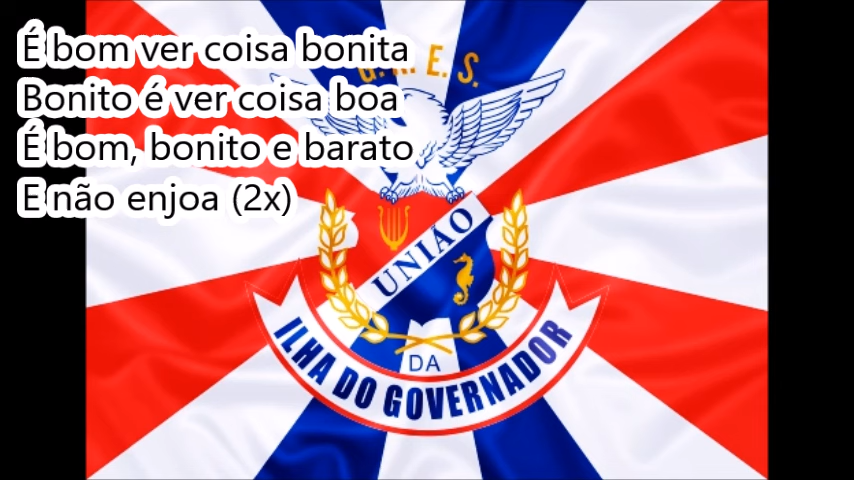 É bom ver coisa bonita
Bonito é ver coisa boa
É bom, bonito e barato
E não enjoa (2x)
G. R. E. S.
UNIÃO
DA
ILHA DO GOVERNADOR